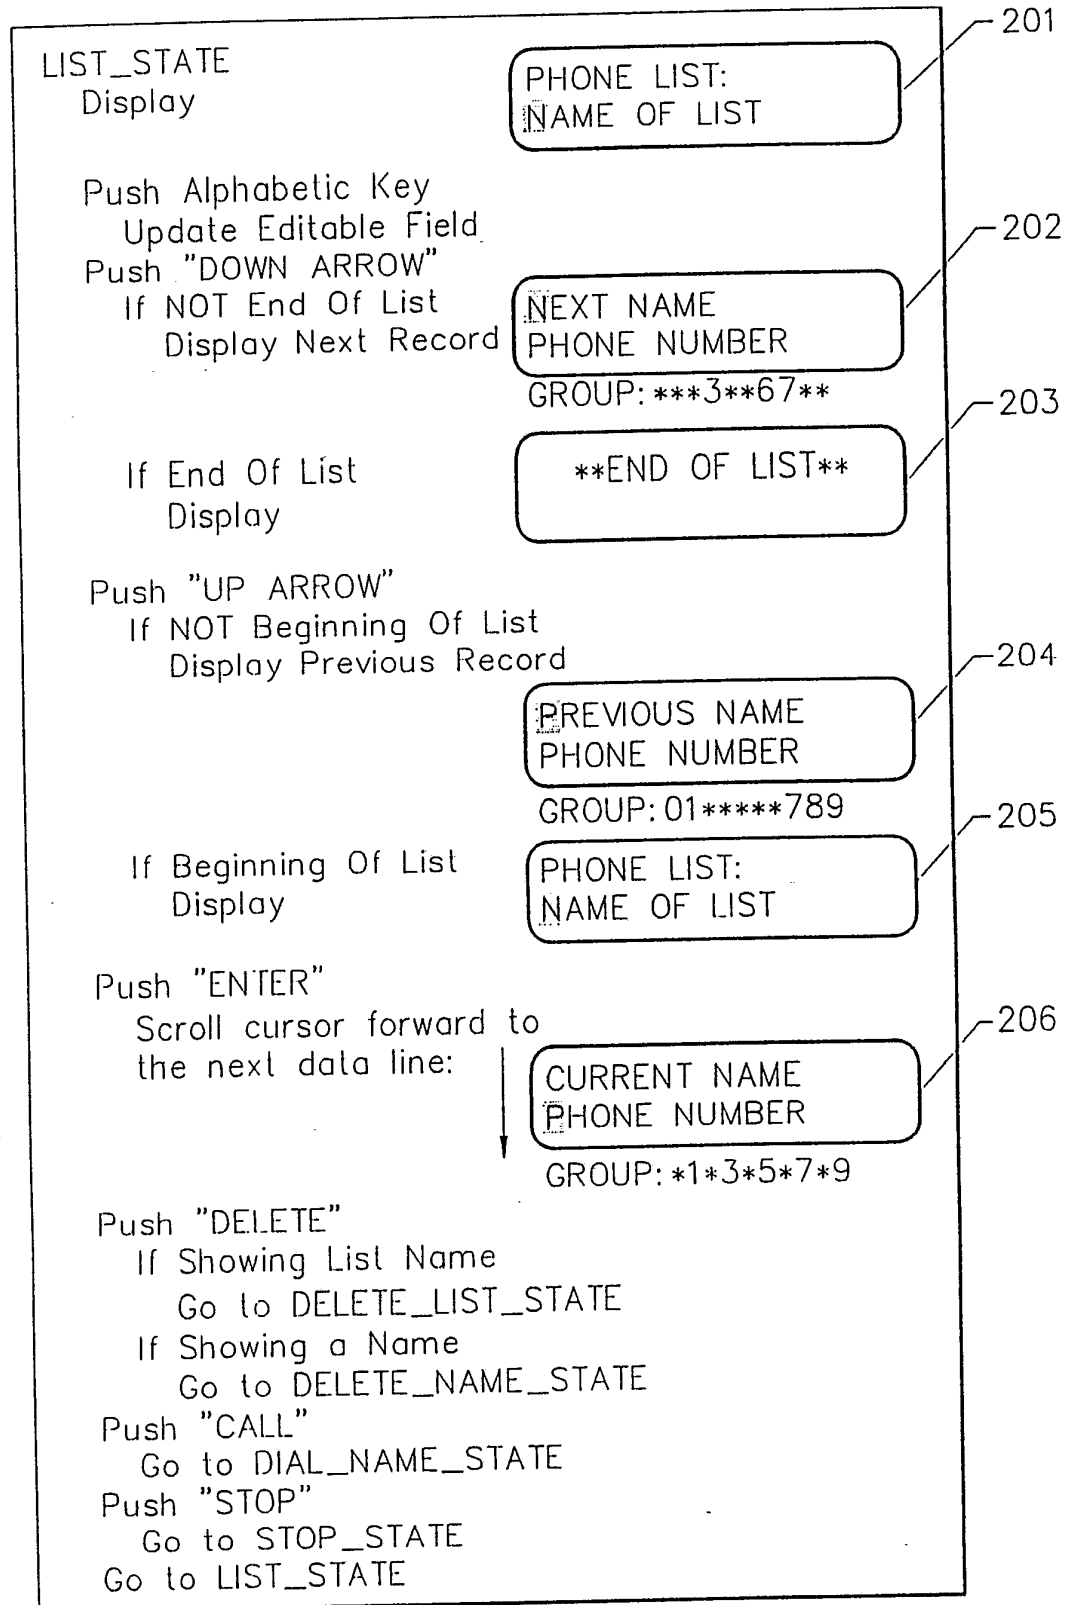 201
LIST_STATE
Display
PHONE LIST:
NAME OF LIST
Push Alphabetic Key
Update Editable Field
202
Push "DOWN ARROW"
If NOT End Of List
Display Next Record
NEXT NAME
PHONE NUMBER
GROUP: ***3**67**
203
If End Of List
Display
**END OF LIST**
Push "UP ARROW"
If NOT Beginning Of List
Display Previous Record
204
PREVIOUS NAME
PHONE NUMBER
GROUP: 01*****789
205
If Beginning Of List
Display
PHONE LIST:
NAME OF LIST
Push "ENTER"
Scroll cursor forward to
the next data line:
206
CURRENT NAME
PHONE NUMBER
GROUP: *1*3*5*7*9
Push "DELETE"
If Showing List Name
Go to DELETE_LIST_STATE
If Showing a Name
Go to DELETE_NAME_STATE
Push "CALL"
Go to DIAL_NAME_STATE
Push "STOP"
Go to STOP_STATE
Go to LIST_STATE